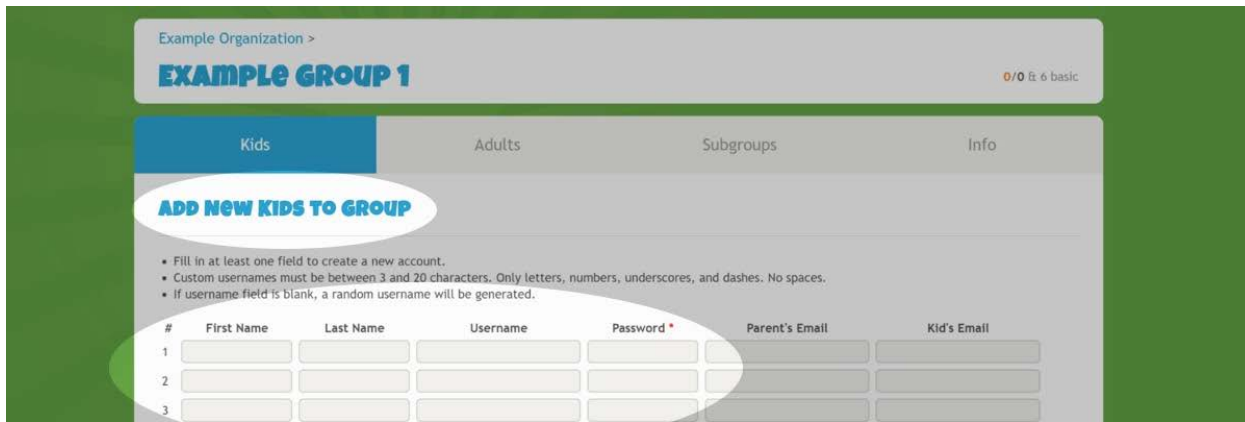 Example Organization >
Example Group 1
0/0 & 6 basic
Kids Adults Subgroups Info
Add New Kids to Group
• Fill in at least one field to create a new account.
• Custom usernames must be between 3 and 20 characters. Only letters, numbers, underscores, and dashes. No spaces.
• If username field is blank, a random username will be generated.
# First Name Last Name Username Password * Parent's Email Kid's Email
1
2
3